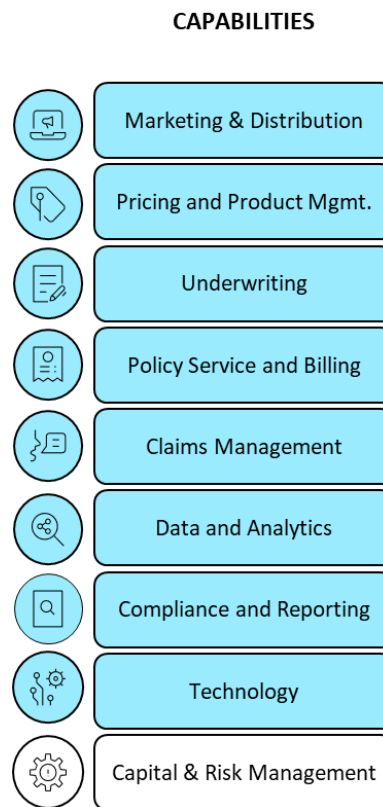 CAPABILITIES
Marketing & Distribution
Pricing and Product Mgmt.
Underwriting
Policy Service and Billing
Claims Management
Data and Analytics
Compliance and Reporting
Technology
Capital & Risk Management